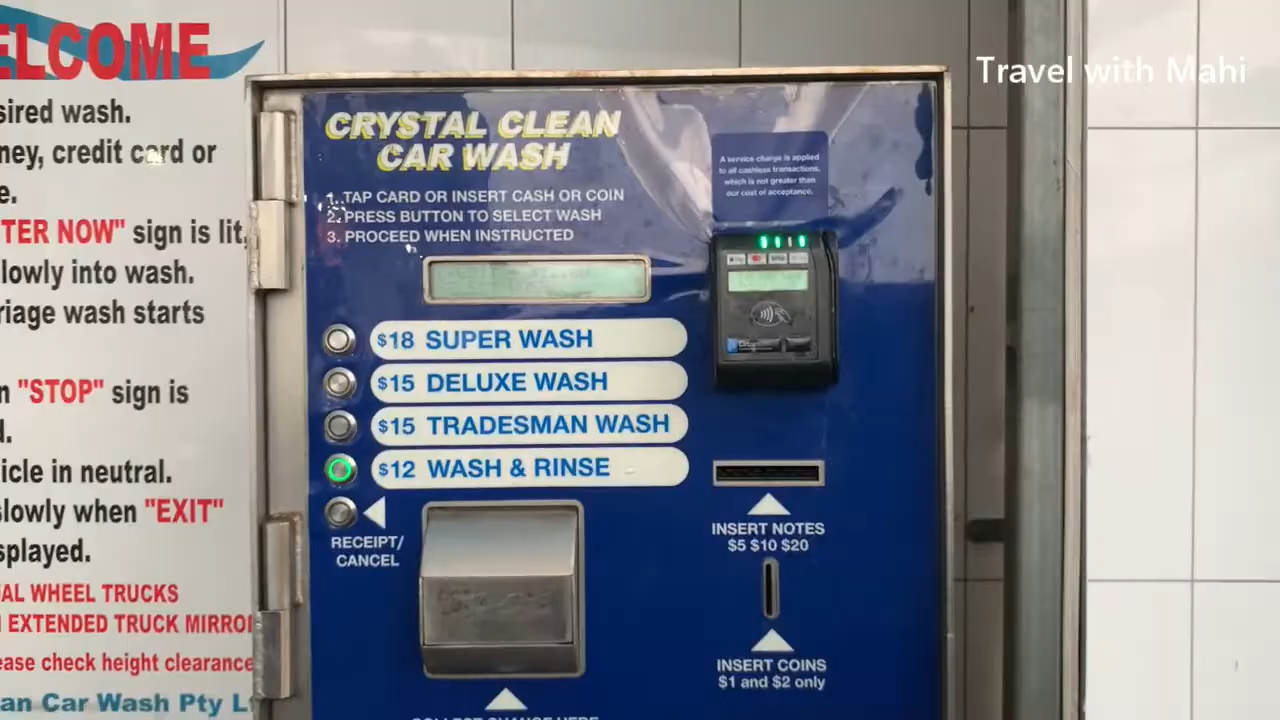 ELCOME
sired wash.
ney, credit card or
e.
TER NOW" sign is lit,
lowly into wash.
riage wash starts
n "STOP" sign is
d.
icle in neutral.
slowly when "EXIT"
splayed.
AL WHEEL TRUCKS
EXTENDED TRUCK MIRROR
ease check height clearance
an Car Wash Pty L
CRYSTAL CLEAN
CAR WASH
1. TAP CARD OR INSERT CASH OR COIN
2. PRESS BUTTON TO SELECT WASH
3. PROCEED WHEN INSTRUCTED
$18 SUPER WASH
$15 DELUXE WASH
$15 TRADESMAN WASH
$12 WASH & RINSE
RECEIPT/
CANCEL
COLLECT CHANGE HERE
A service charge is applied
to all cashless transactions,
which is not greater than
our cost of acceptance.
INSERT NOTES
$5 $10 $20
INSERT COINS
$1 and $2 only
Travel with Mahi